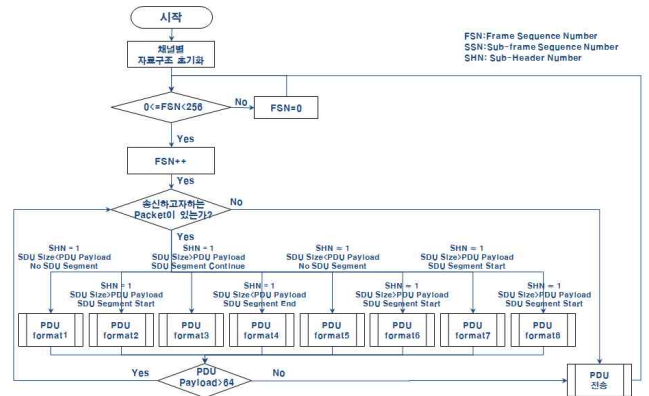 시작
FSN:Frame Sequence Number
SSN:Sub-frame Sequence Number
SHN: Sub-Header Number
채널별
자료구조 초기화
0<=FSN<256
No
FSN=0
Yes
FSN++
Yes
송신하고자하는
Packet이 있는가?
No
Yes
SHN = 1
SDU Size<PDU Payload
No SDU Segment
SHN = 1
SDU Size>PDU Payload
SDU Segment Continue
SHN = 1
SDU Size<PDU Payload
No SDU Segment
SHN = 1
SDU Size>PDU Payload
SDU Segment Start
SHN = 1
SDU Size>PDU Payload
SDU Segment Start
SHN = 1
SDU Size>PDU Payload
SDU Segment End
SHN = 1
SDU Size>PDU Payload
SDU Segment Start
SHN = 1
SDU Size>PDU Payload
SDU Segment Start
PDU
format1
PDU
format2
PDU
format3
PDU
format4
PDU
format5
PDU
format6
PDU
format7
PDU
format8
Yes
PDU
Payload>64
No
PDU
전송